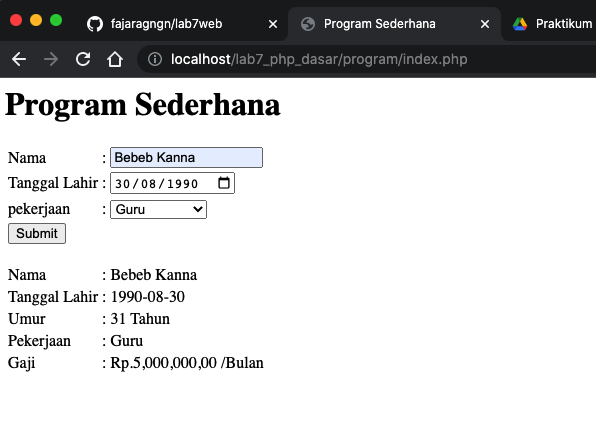 fajaragngn/lab7web
Program Sederhana
Praktikum
localhost/lab7_php_dasar/program/index.php
Program Sederhana
Nama : Bebeb Kanna
Tanggal Lahir : 30/08/1990
pekerjaan : Guru
Submit
Nama : Bebeb Kanna
Tanggal Lahir : 1990-08-30
Umur : 31 Tahun
Pekerjaan : Guru
Gaji : Rp.5,000,000,00 /Bulan